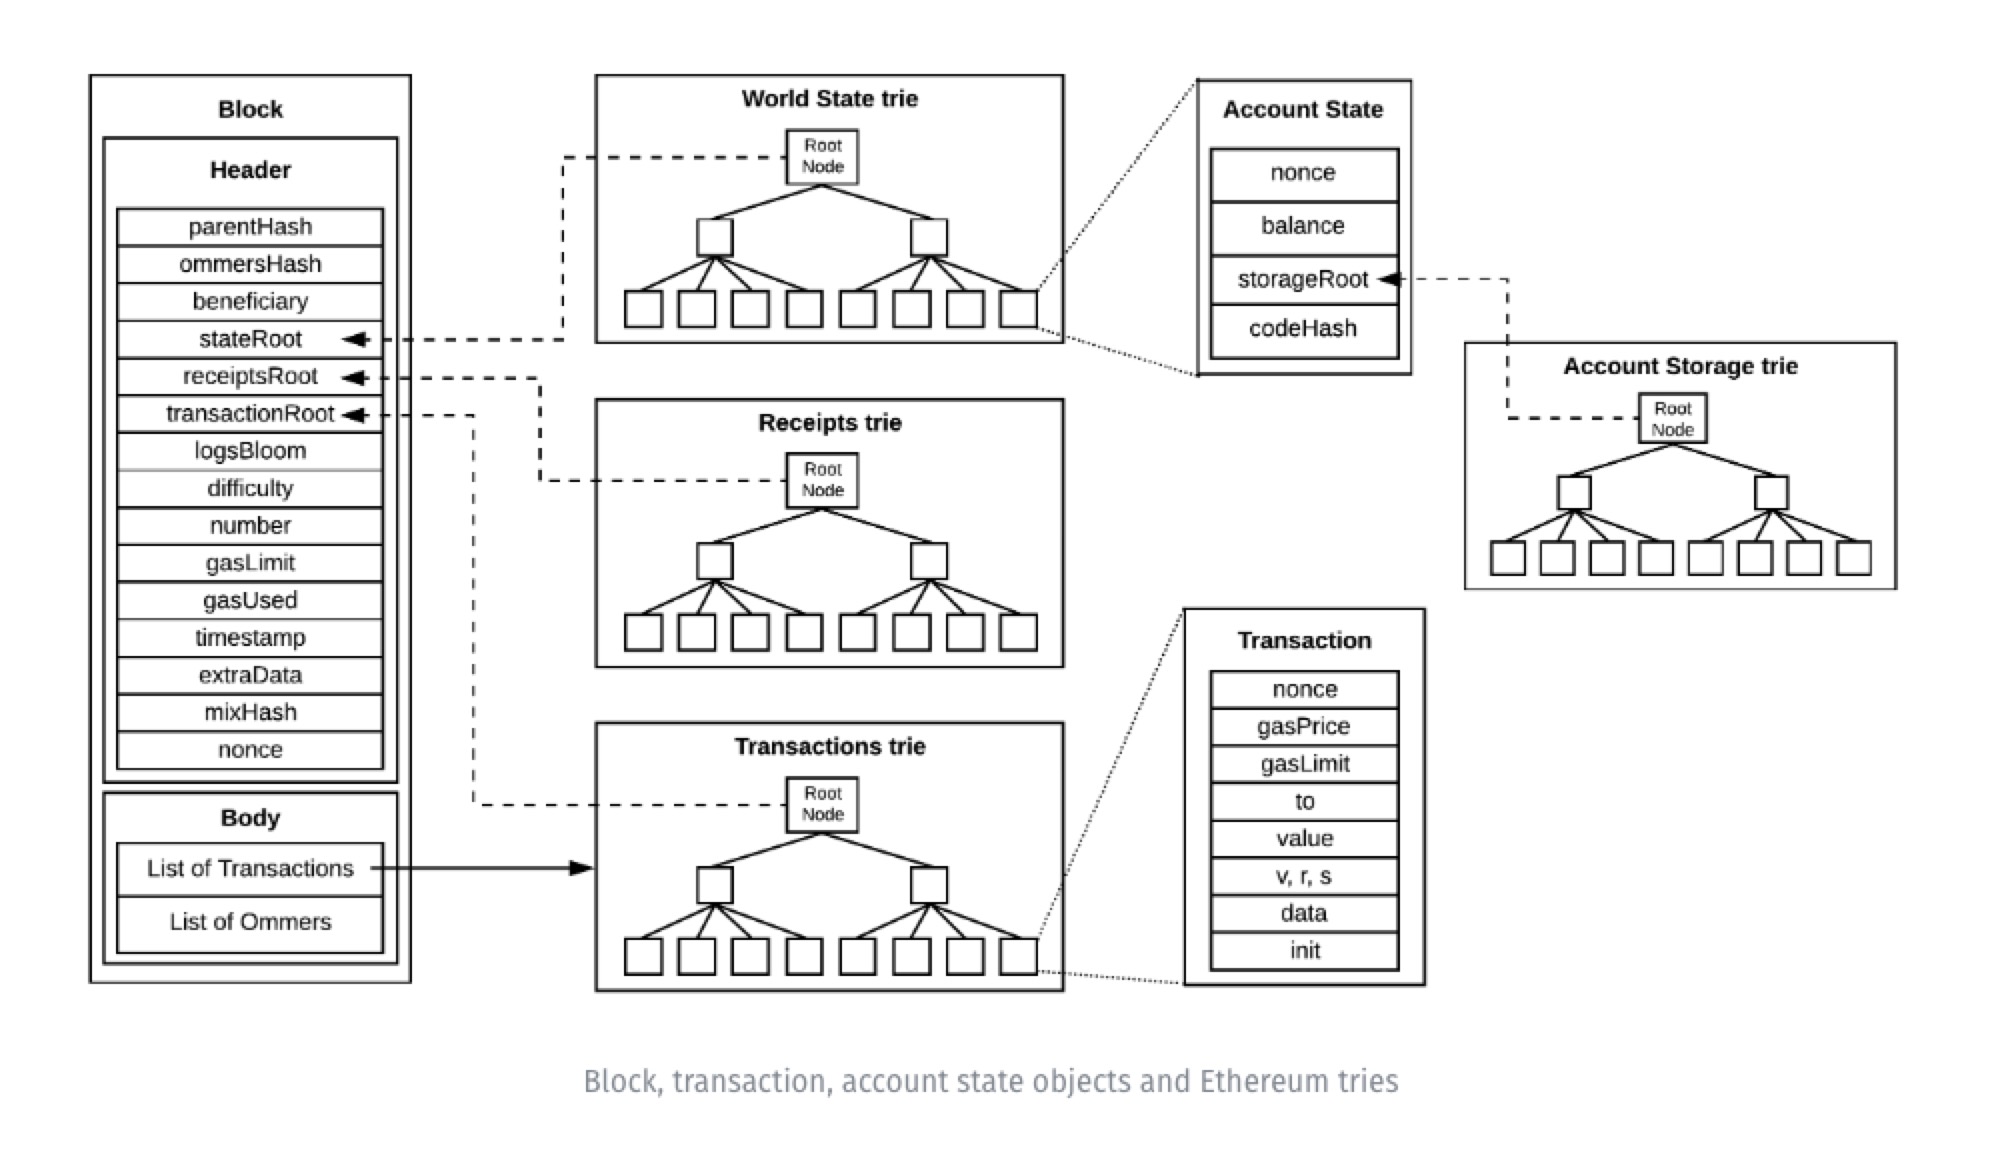 Block
Header
parentHash
ommersHash
beneficiary
stateRoot
receiptsRoot
transactionRoot
logsBloom
difficulty
number
gasLimit
gasUsed
timestamp
extraData
mixHash
nonce
Body
List of Transactions
List of Ommers
World State trie
Root
Node
Receipts trie
Root
Node
Transactions trie
Root
Node
Account State
nonce
balance
storageRoot
codeHash
Account Storage trie
Root
Node
Transaction
nonce
gasPrice
gasLimit
to
value
v, r, s
data
init
Block, transaction, account state objects and Ethereum tries